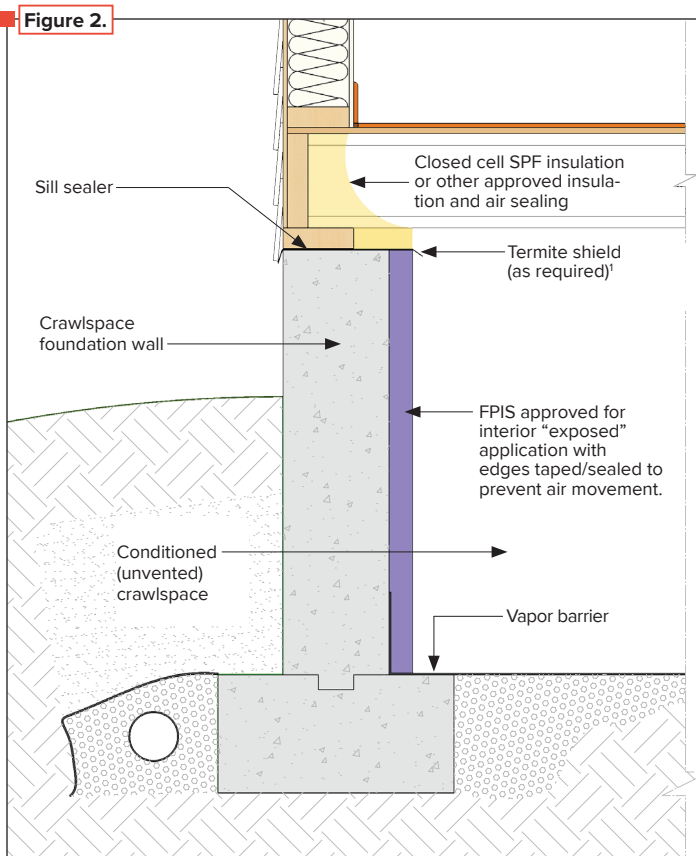 Figure 2.
Closed cell SPF insulation
or other approved insula-
tion and air sealing
Sill sealer
Termite shield
(as required)¹
Crawlspace
foundation wall
FPIS approved for
interior “exposed”
application with
edges taped/sealed to
prevent air movement.
Conditioned
(unvented)
crawlspace
Vapor barrier